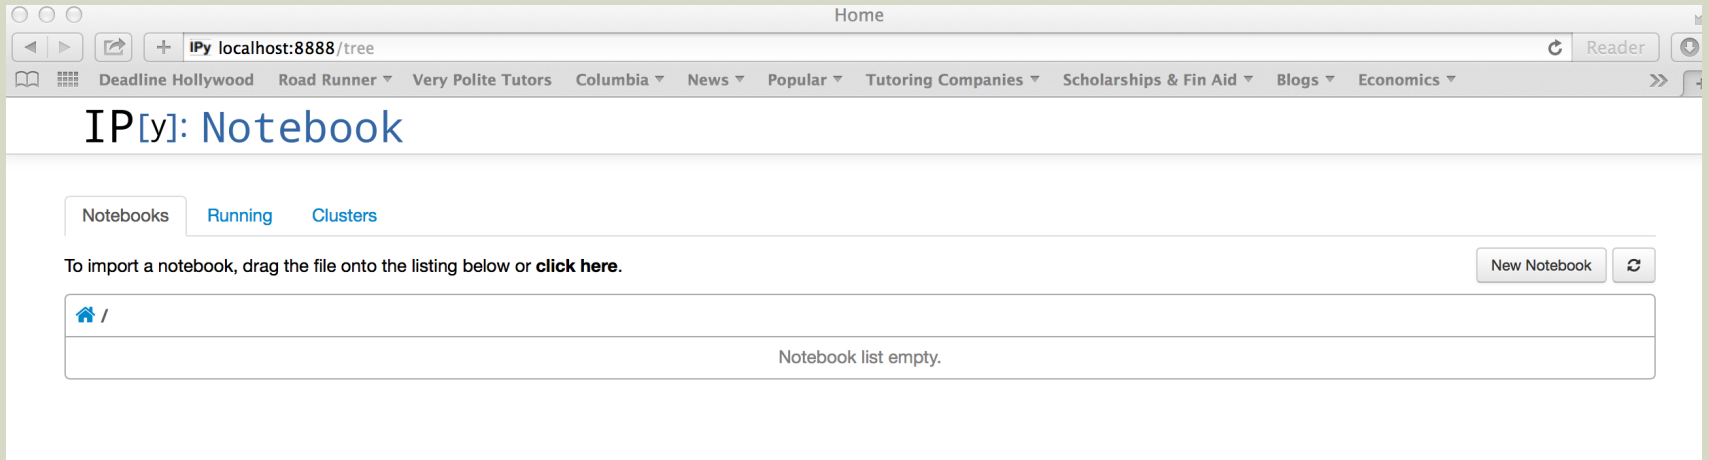 Home
IPy localhost:8888/tree Reader
Deadline Hollywood Road Runner Very Polite Tutors Columbia News Popular Tutoring Companies Scholarships & Fin Aid Blogs Economics
IP[y]: Notebook
Notebooks Running Clusters
To import a notebook, drag the file onto the listing below or click here. New Notebook
/
Notebook list empty.